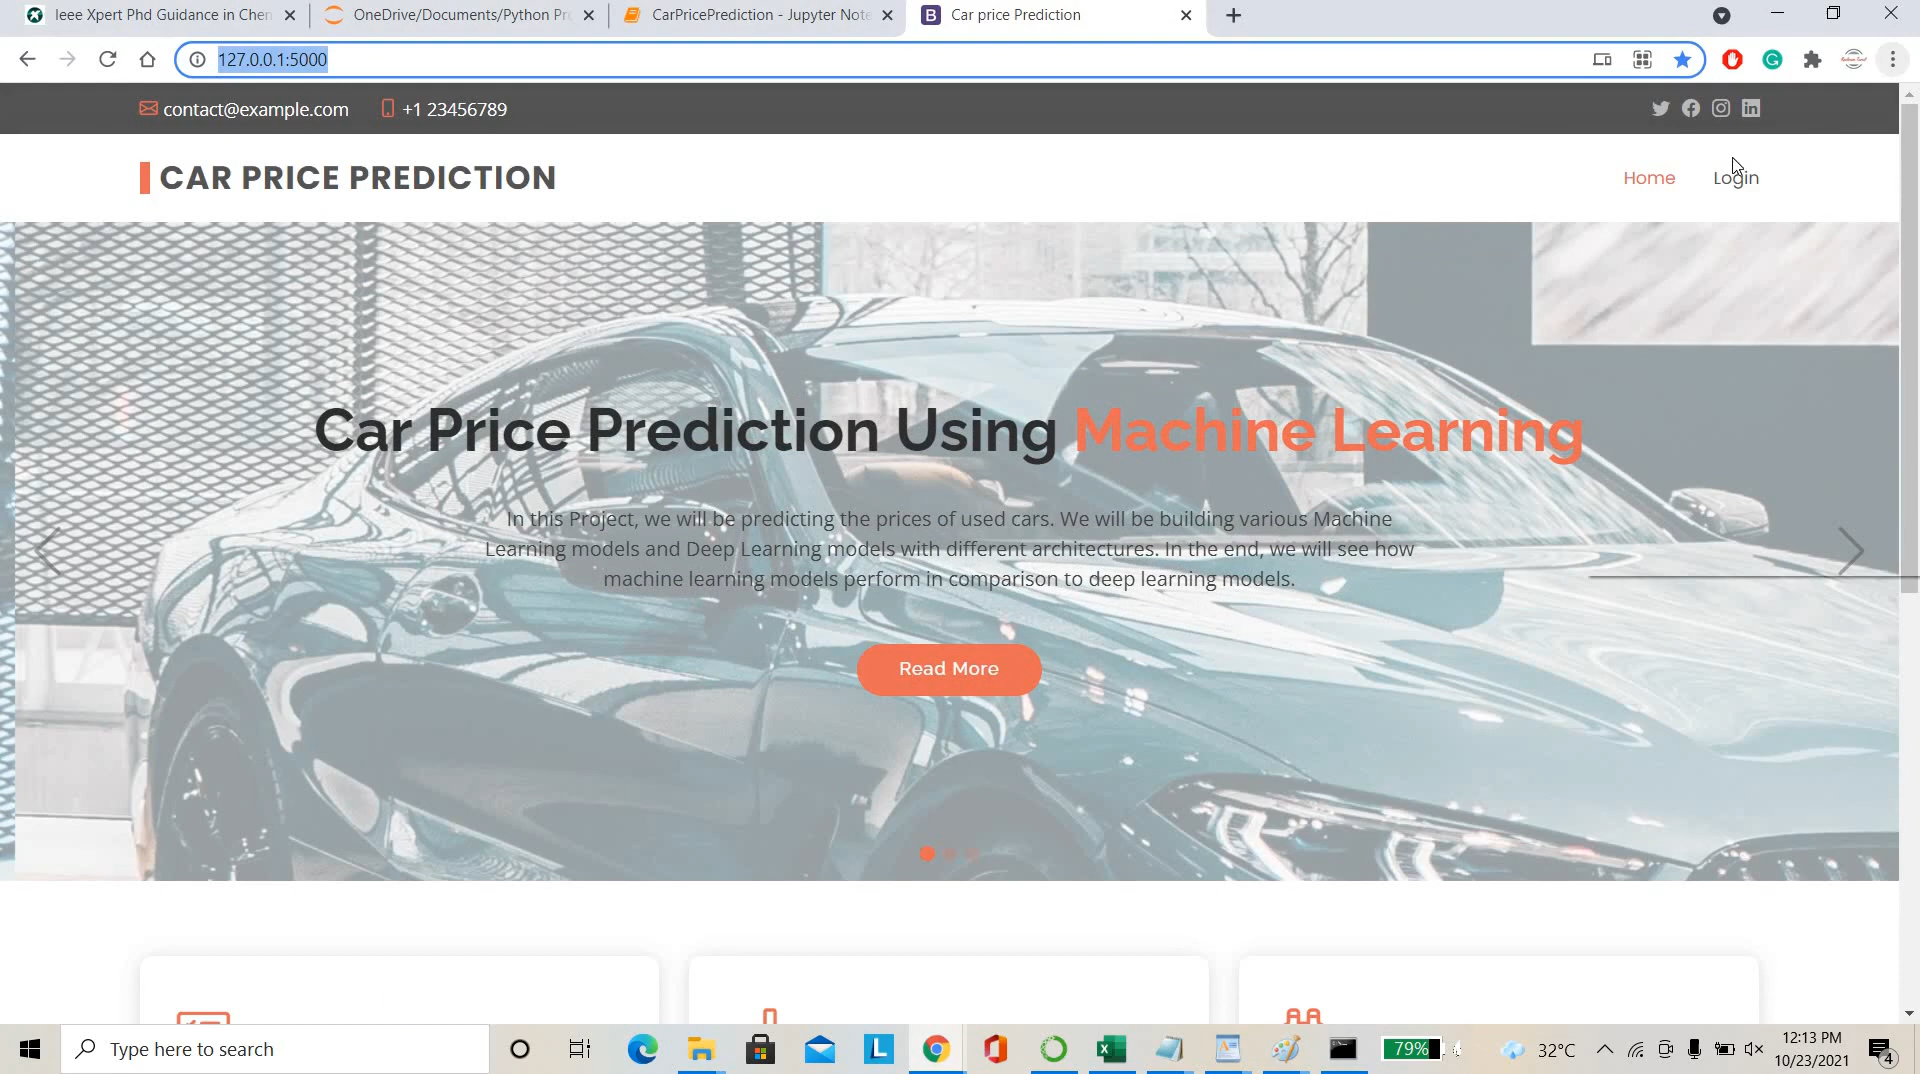 Ieee Xpert Phd Guidance in Chen
OneDrive/Documents/Python Pr
CarPricePrediction - Jupyter Note
Car price Prediction
127.0.0.1:5000
contact@example.com
+1 23456789
CAR PRICE PREDICTION
Home
Login
Car Price Prediction Using Machine Learning
In this Project, we will be predicting the prices of used cars. We will be building various Machine
Learning models and Deep Learning models with different architectures. In the end, we will see how
machine learning models perform in comparison to deep learning models.
Read More
Type here to search
79%
32°C
12:13 PM
10/23/2021
4